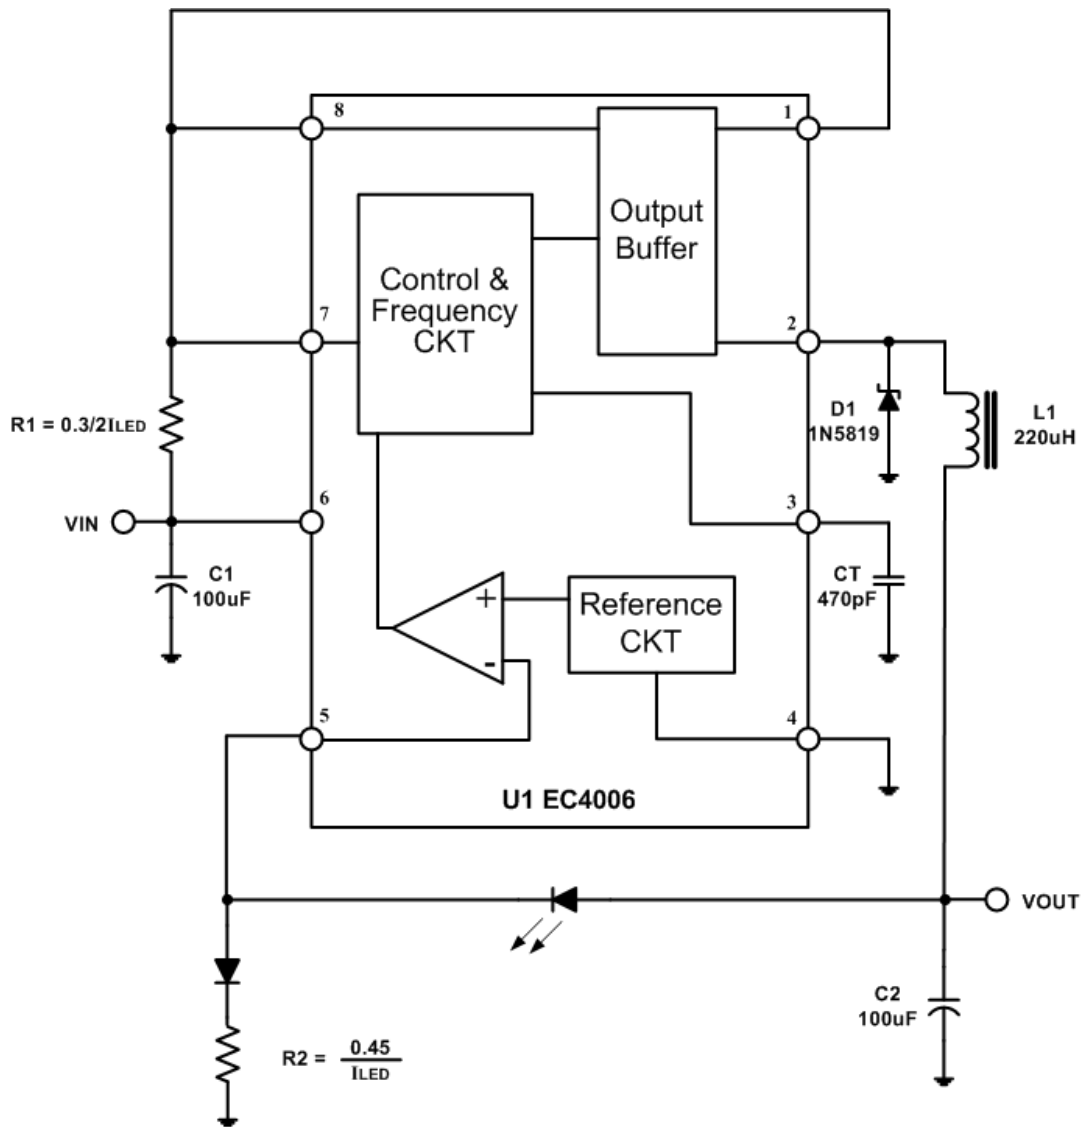 8
1
Output
Buffer
Control &
Frequency
CKT
7
2
R1 = 0.3/2ILED
D1
1N5819
L1
220uH
6
3
VIN
C1
100uF
CT
470pF
+
-
Reference
CKT
5
4
U1 EC4006
VOUT
C2
100uF
R2 = 0.45
ILED